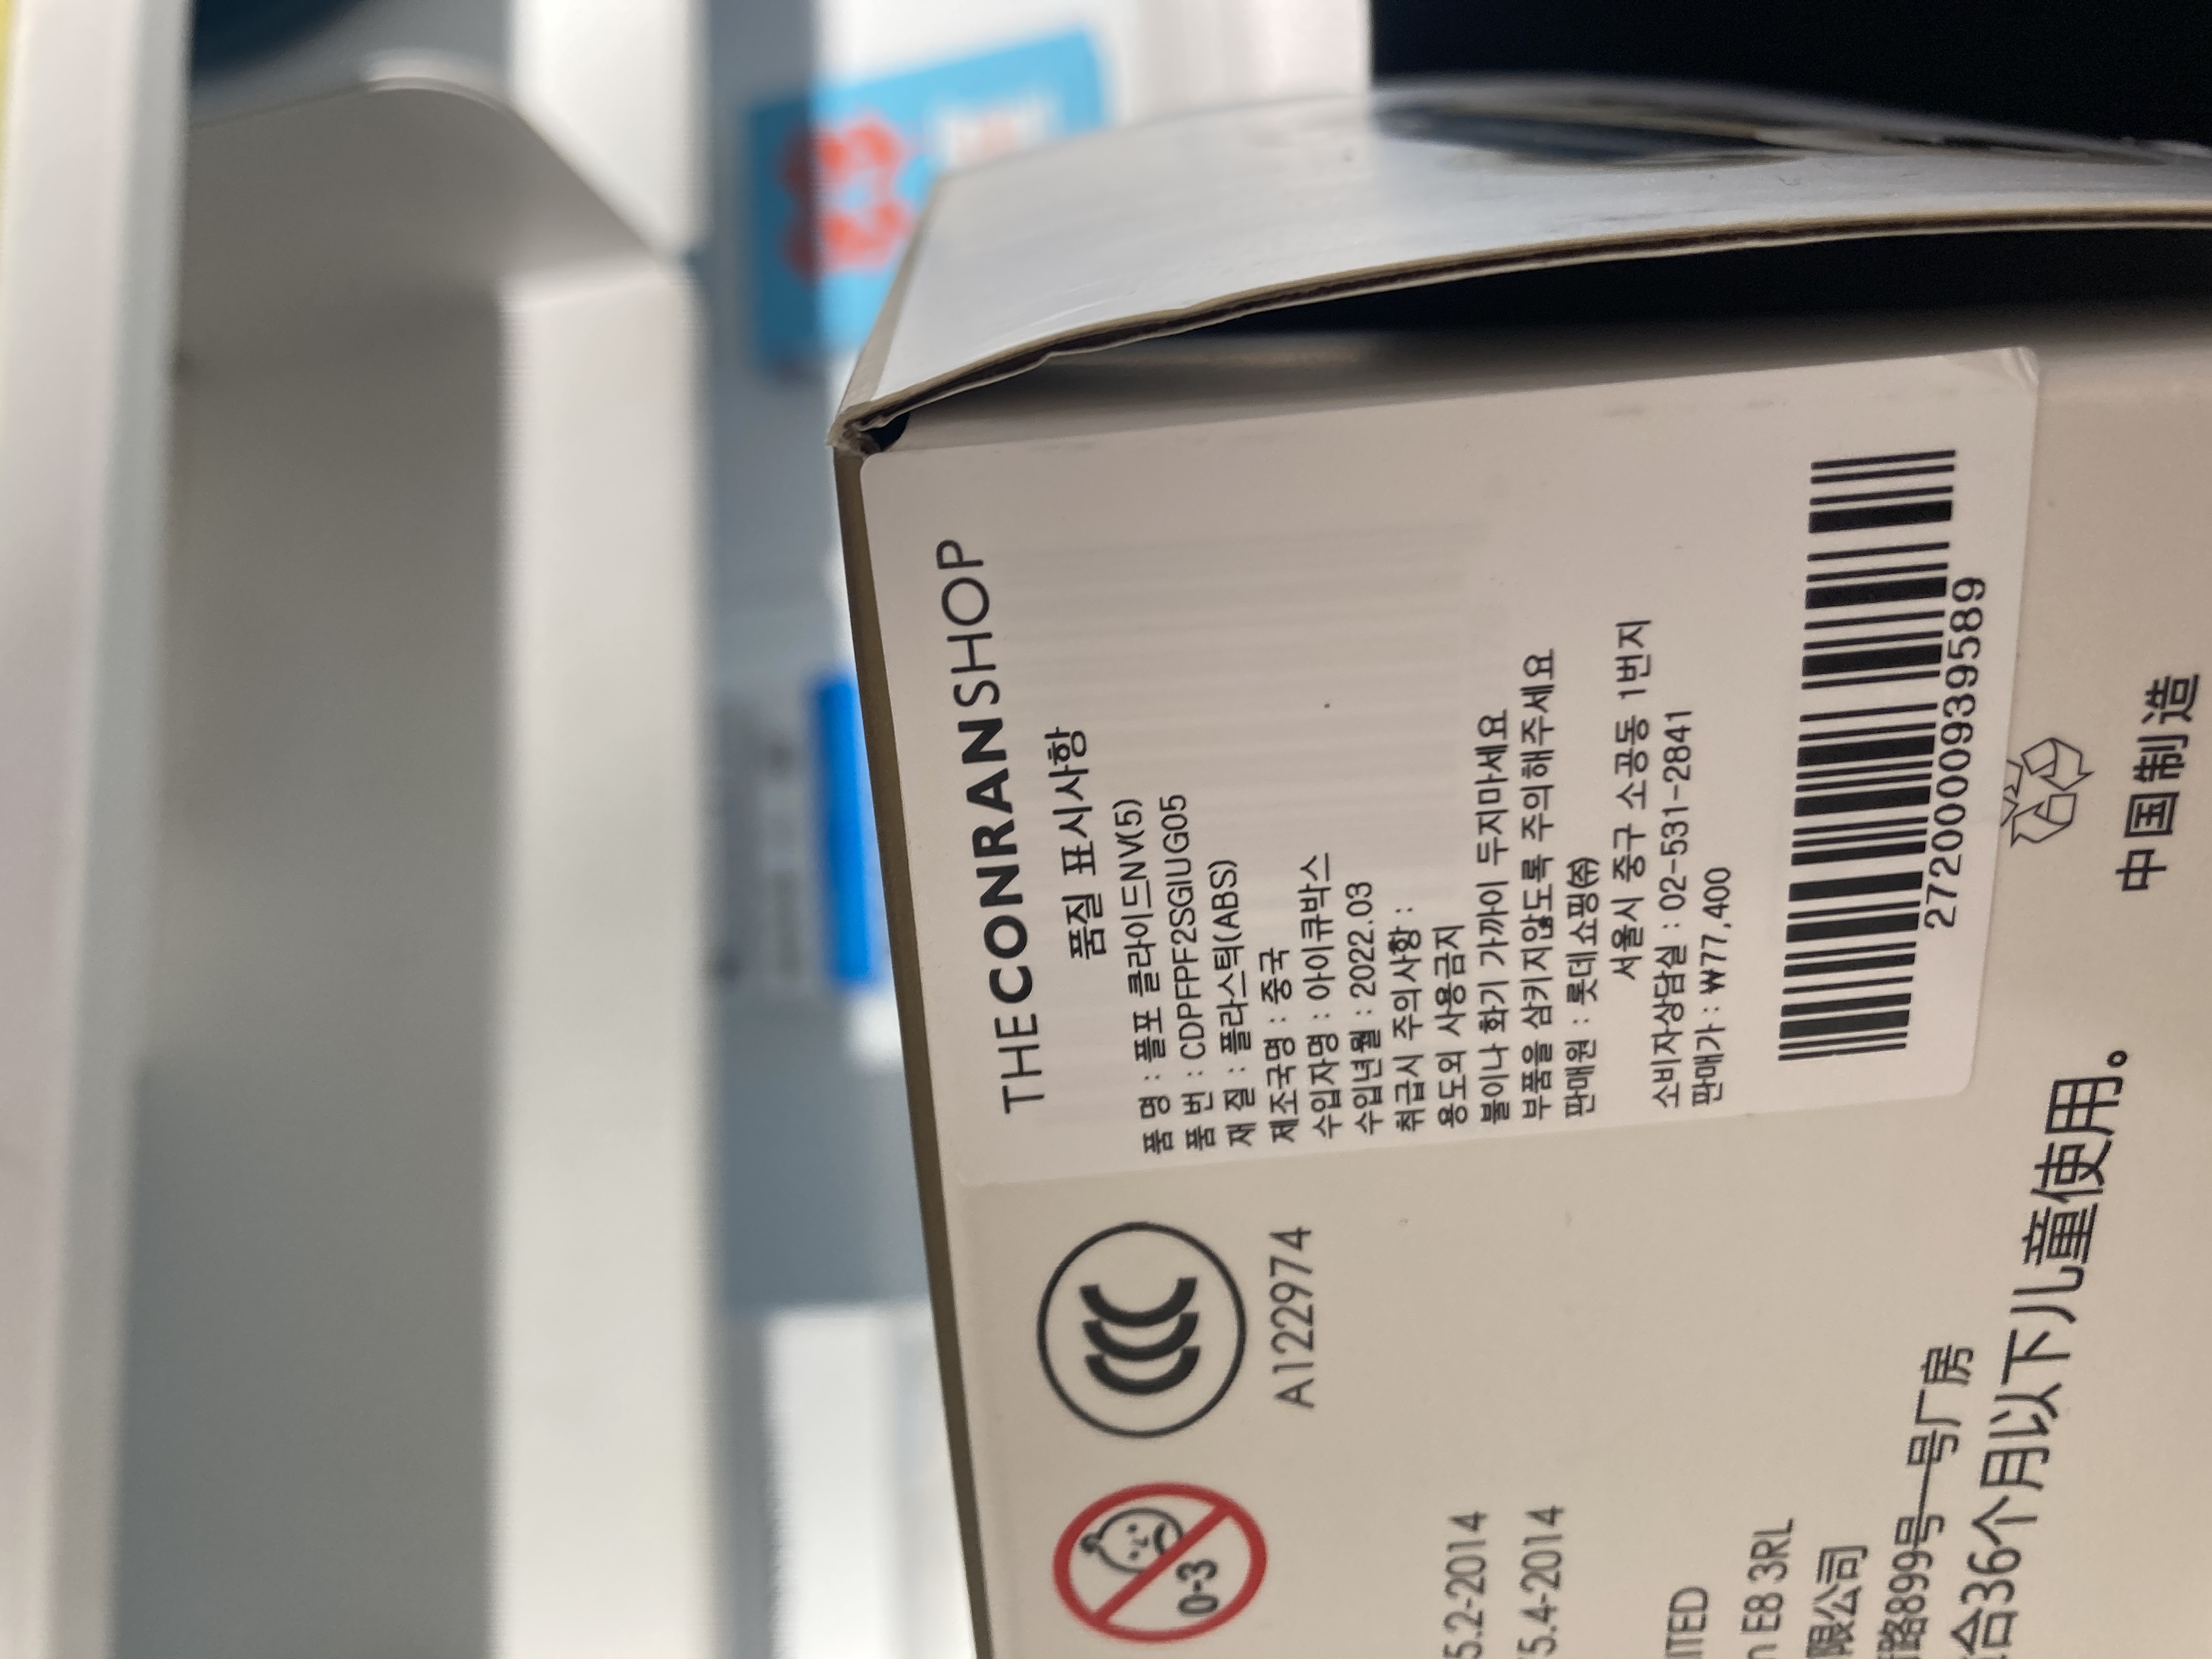 THE CONRAN SHOP
품질 표시사항
품 명 : 플포 클라이드NV(5)
품 번 : CDPFPF2SGIUG05
재 질 : 플라스틱(ABS)
제조국명 : 중국
수입자명 : 아이큐박스
수입년월 : 2022.03
취급시 주의사항 :
용도외 사용금지
불이나 화기 가까이 두지마세요
부품을 삼키지않도록 주의해주세요
판매원 : 롯데쇼핑㈜
서울시 중구 소공동 1번지
소비자상담실 : 02-531-2841
판매가 : ₩77,400
2720000939589
0-3
CCC
A122974
5.2-2014
5.4-2014
ITED
E8 3RL
限公司
路899号一号厂房
合36个月以下儿童使用。
中国制造